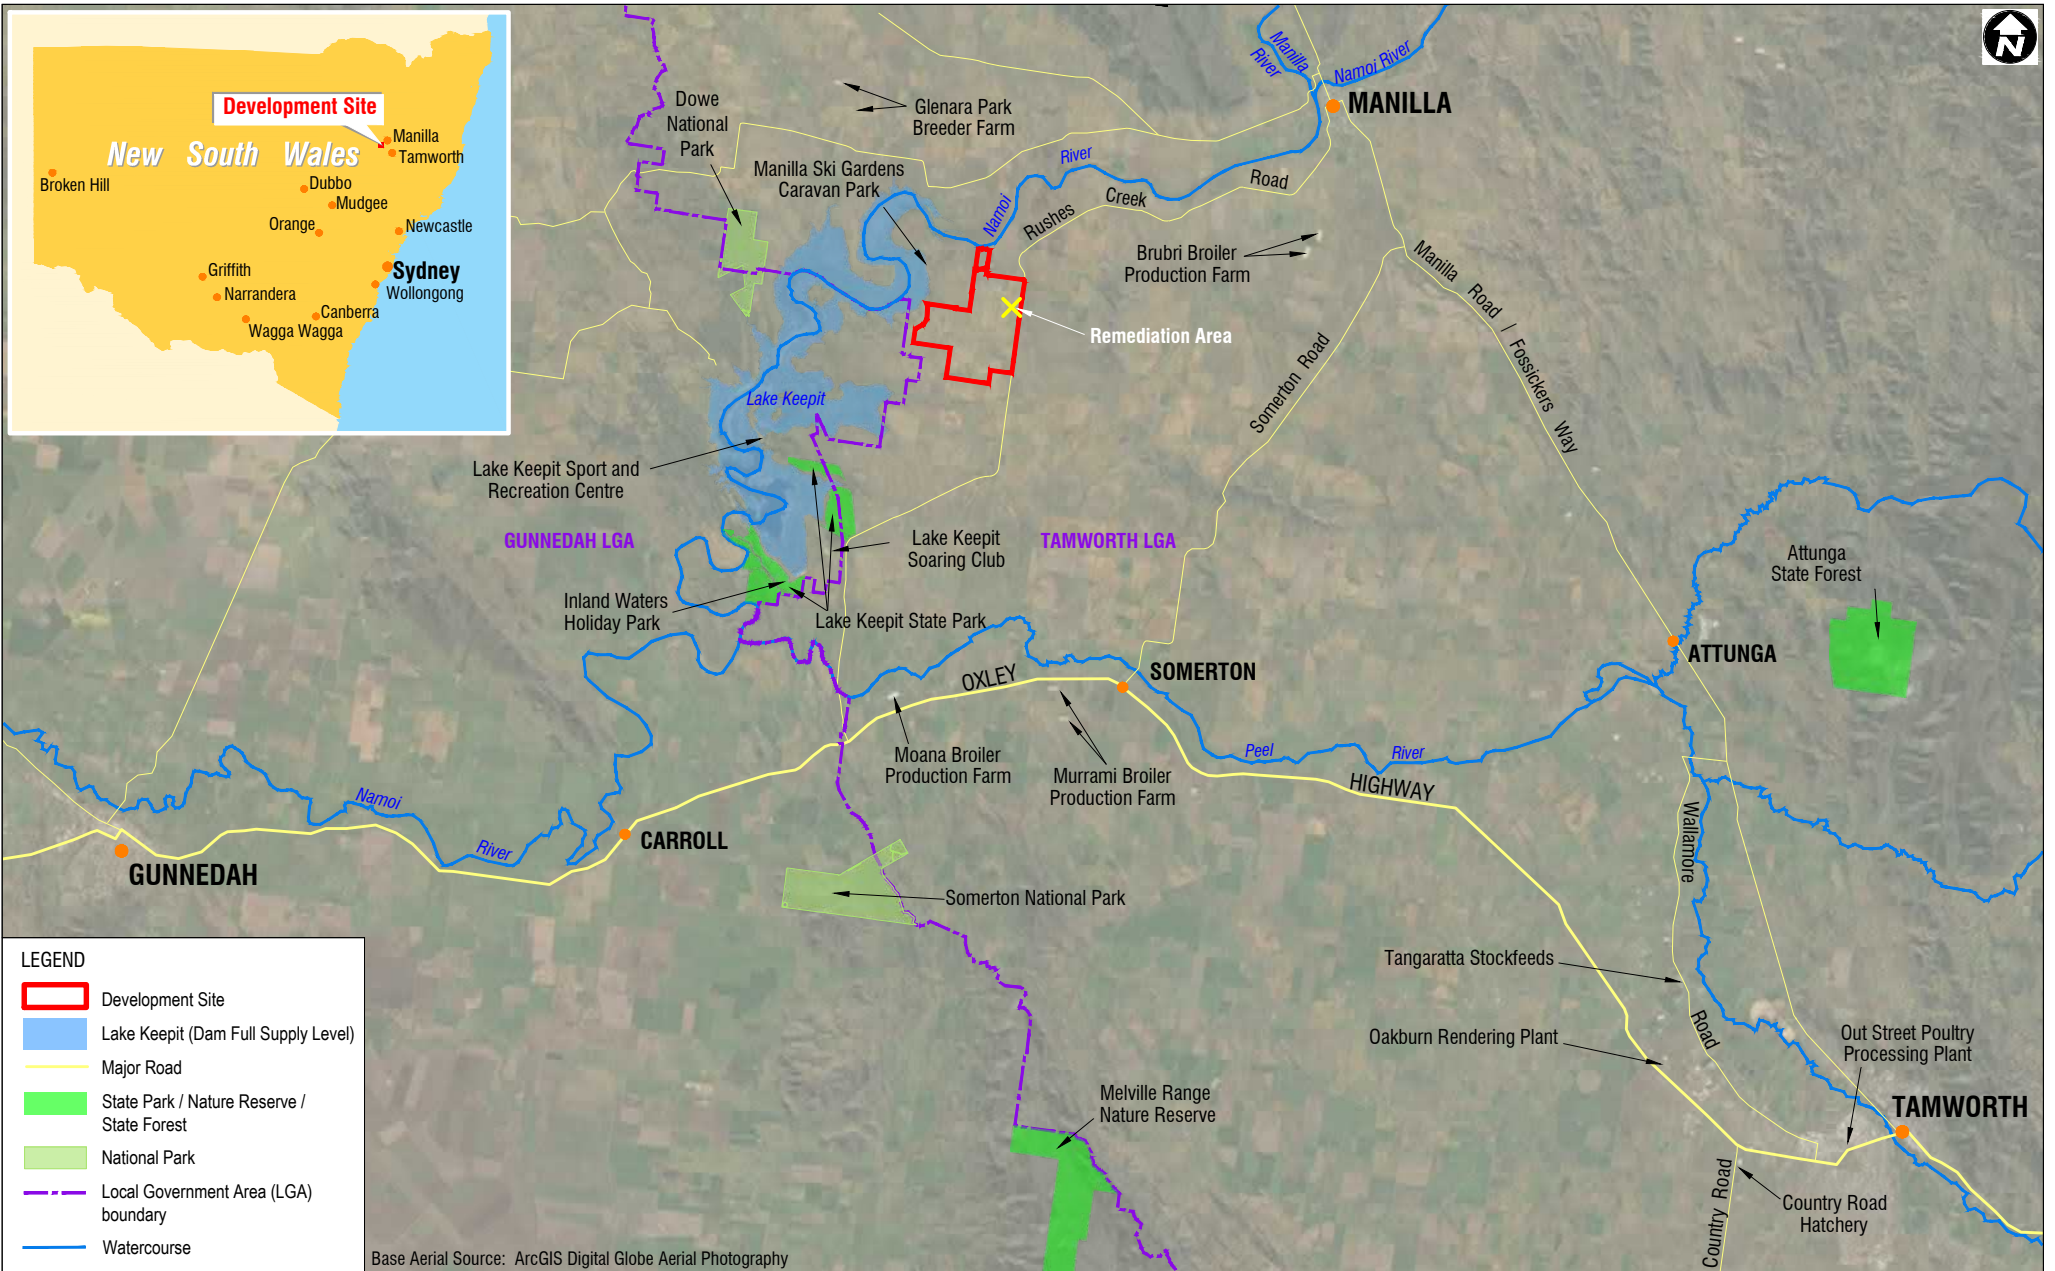 Development Site
New South Wales
Manilla
Tamworth
Broken Hill
Dubbo
Mudgee
Orange
Newcastle
Griffith
Sydney
Narrandera
Wollongong
Canberra
Wagga Wagga
N
Manilla
River
Namoi River
MANILLA
Dowe
National
Park
Glenara Park
Breeder Farm
Manilla Ski Gardens
Caravan Park
River
Namoi
Rushes Creek Road
Brubri Broiler
Production Farm
Manilla Road / Fossickers Way
Remediation Area
Somerton Road
Lake Keepit
Lake Keepit Sport and
Recreation Centre
GUNNEDAH LGA
TAMWORTH LGA
Lake Keepit
Soaring Club
Attunga
State Forest
Inland Waters
Holiday Park
Lake Keepit State Park
ATTUNGA
OXLEY
SOMERTON
Moana Broiler
Production Farm
Murrami Broiler
Production Farm
Peel River
HIGHWAY
Namoi
River
CARROLL
GUNNEDAH
Wallamore
Road
Somerton National Park
Tangaratta Stockfeeds
Oakburn Rendering Plant
Out Street Poultry
Processing Plant
Melville Range
Nature Reserve
TAMWORTH
Country Road
Country Road
Hatchery
LEGEND
Development Site
Lake Keepit (Dam Full Supply Level)
Major Road
State Park / Nature Reserve /
State Forest
National Park
Local Government Area (LGA)
boundary
Watercourse
Base Aerial Source: ArcGIS Digital Globe Aerial Photography